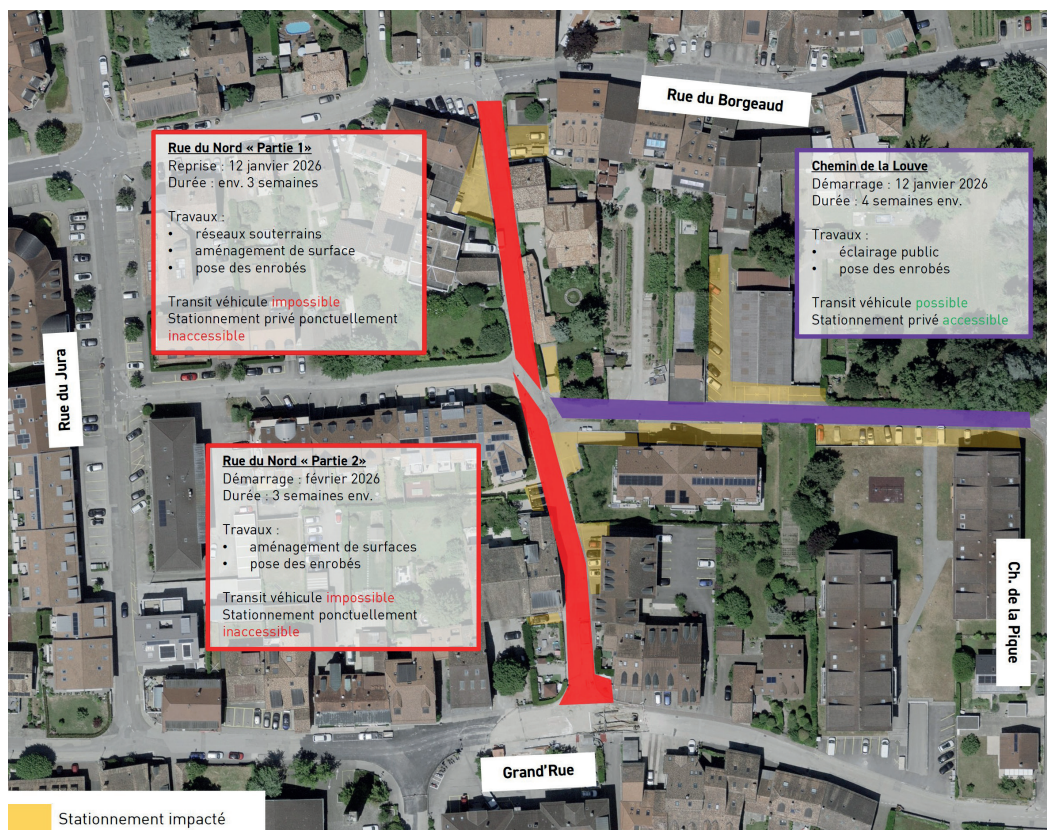 Rue du Borgeaud
Rue du Nord « Partie 1»
Reprise : 12 janvier 2026
Durée : env. 3 semaines
Travaux :
• réseaux souterrains
• aménagement de surface
• pose des enrobés
Transit véhicule impossible
Stationnement privé ponctuellement
inaccessible
Chemin de la Louve
Démarrage : 12 janvier 2026
Durée : 4 semaines env.
Travaux :
• éclairage public
• pose des enrobés
Transit véhicule possible
Stationnement privé accessible
Rue du Jura
Rue du Nord « Partie 2»
Démarrage : février 2026
Durée : 3 semaines env.
Travaux :
• aménagement de surfaces
• pose des enrobés
Transit véhicule impossible
Stationnement ponctuellement
inaccessible
Ch. de la Pique
Grand'Rue
Stationnement impacté